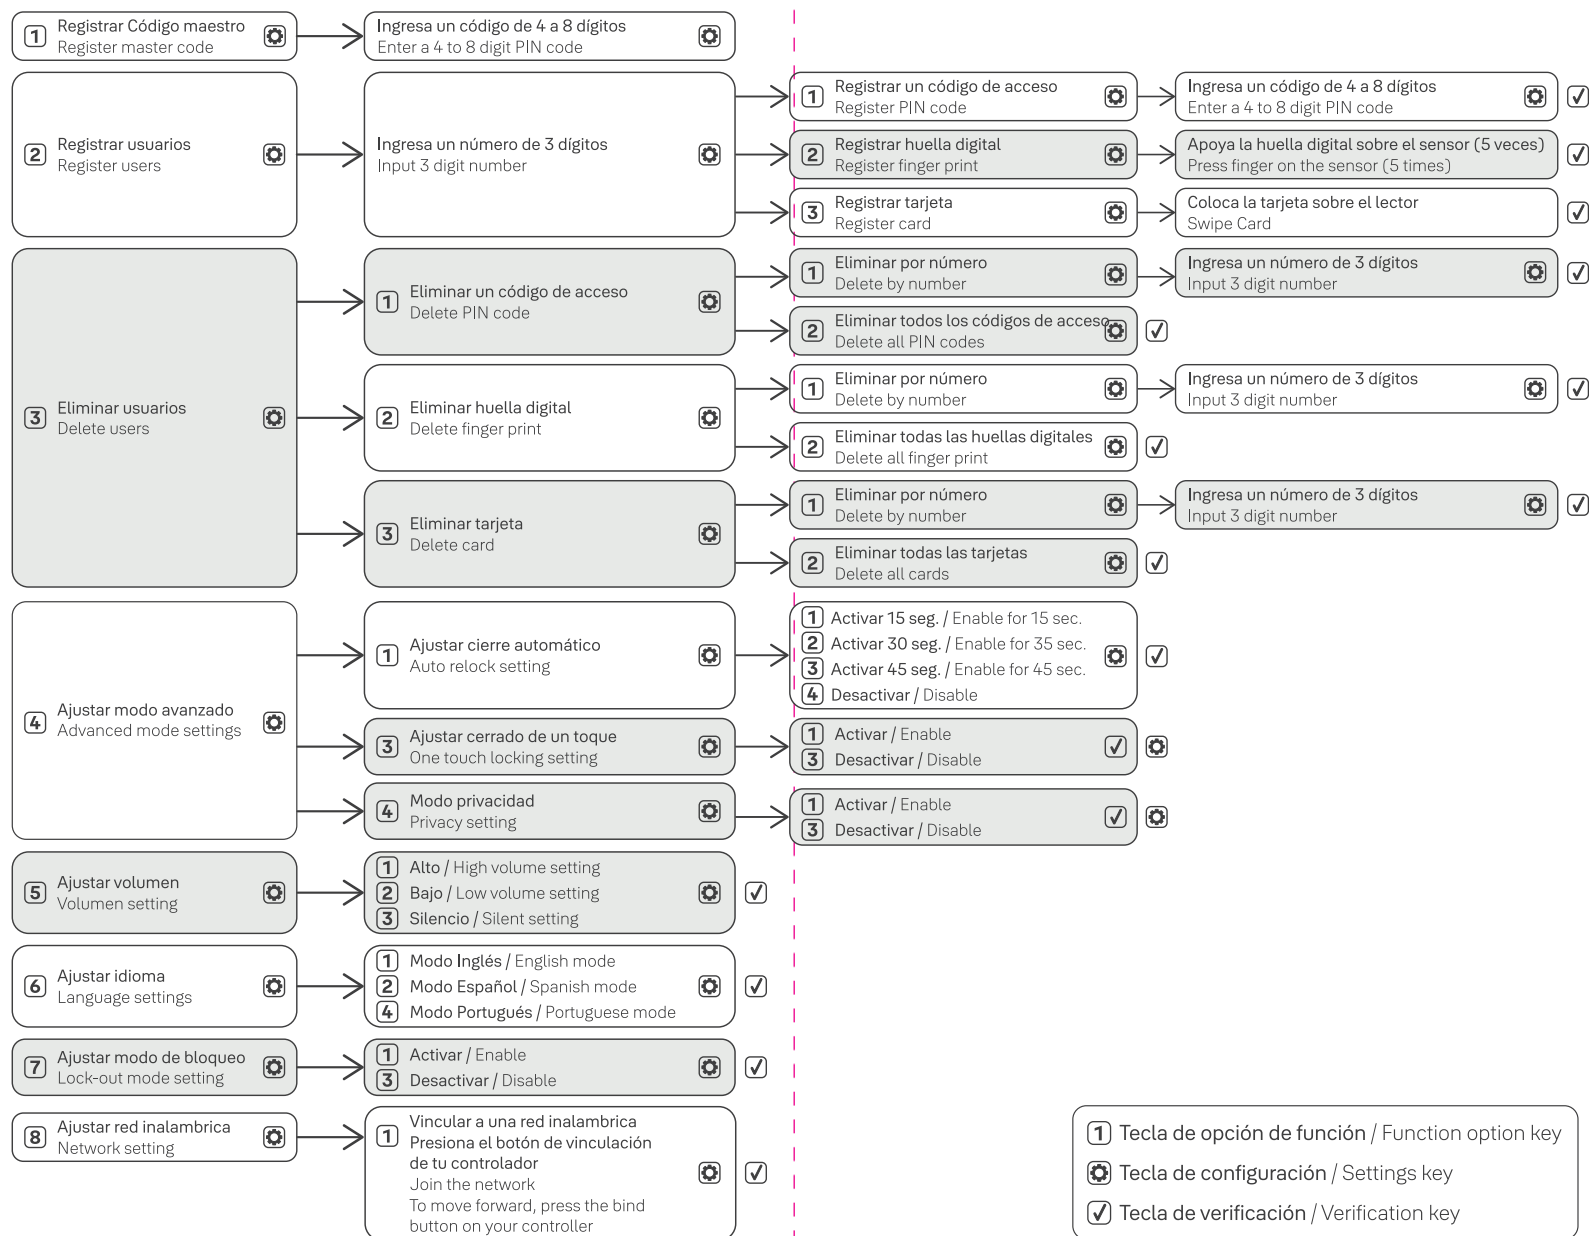 1 Registrar Código maestro
Register master code
Ingresa un código de 4 a 8 dígitos
Enter a 4 to 8 digit PIN code
2 Registrar usuarios
Register users
Ingresa un número de 3 dígitos
Input 3 digit number
1 Registrar un código de acceso
Register PIN code
Ingresa un código de 4 a 8 dígitos
Enter a 4 to 8 digit PIN code
2 Registrar huella digital
Register finger print
Apoya la huella digital sobre el sensor (5 veces)
Press finger on the sensor (5 times)
3 Registrar tarjeta
Register card
Coloca la tarjeta sobre el lector
Swipe Card
3 Eliminar usuarios
Delete users
1 Eliminar un código de acceso
Delete PIN code
1 Eliminar por número
Delete by number
Ingresa un número de 3 dígitos
Input 3 digit number
2 Eliminar todos los códigos de acceso
Delete all PIN codes
2 Eliminar huella digital
Delete finger print
1 Eliminar por número
Delete by number
Ingresa un número de 3 dígitos
Input 3 digit number
2 Eliminar todas las huellas digitales
Delete all finger print
3 Eliminar tarjeta
Delete card
1 Eliminar por número
Delete by number
Ingresa un número de 3 dígitos
Input 3 digit number
2 Eliminar todas las tarjetas
Delete all cards
4 Ajustar modo avanzado
Advanced mode settings
1 Ajustar cierre automático
Auto relock setting
1 Activar 15 seg. / Enable for 15 sec.
2 Activar 30 seg. / Enable for 35 sec.
3 Activar 45 seg. / Enable for 45 sec.
4 Desactivar / Disable
3 Ajustar cerrado de un toque
One touch locking setting
1 Activar / Enable
3 Desactivar / Disable
4 Modo privacidad
Privacy setting
1 Activar / Enable
3 Desactivar / Disable
5 Ajustar volumen
Volumen setting
1 Alto / High volume setting
2 Bajo / Low volume setting
3 Silencio / Silent setting
6 Ajustar idioma
Language settings
1 Modo Inglés / English mode
2 Modo Español / Spanish mode
4 Modo Portugués / Portuguese mode
7 Ajustar modo de bloqueo
Lock-out mode setting
1 Activar / Enable
3 Desactivar / Disable
8 Ajustar red inalambrica
Network setting
1 Vincular a una red inalambrica
Presiona el botón de vinculación
de tu controlador
Join the network
To move forward, press the bind
button on your controller
1 Tecla de opción de función / Function option key
Tecla de configuración / Settings key
Tecla de verificación / Verification key